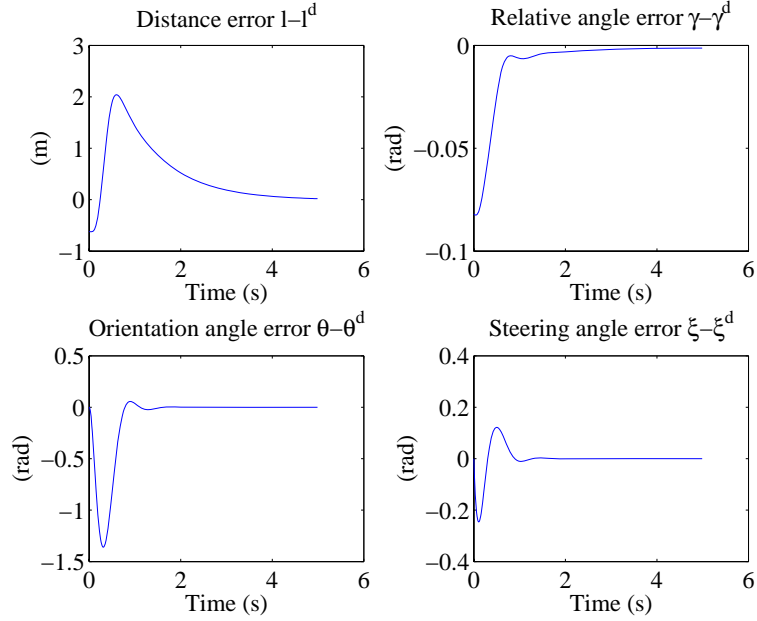 Distance error l–l^d
3
2
1
0
–1
(m)
0 2 4 6
Time (s)
Relative angle error γ–γ^d
0
–0.05
–0.1
(rad)
0 2 4 6
Time (s)
Orientation angle error θ–θ^d
0.5
0
–0.5
–1
–1.5
(rad)
0 2 4 6
Time (s)
Steering angle error ξ–ξ^d
0.4
0.2
0
–0.2
–0.4
(rad)
0 2 4 6
Time (s)